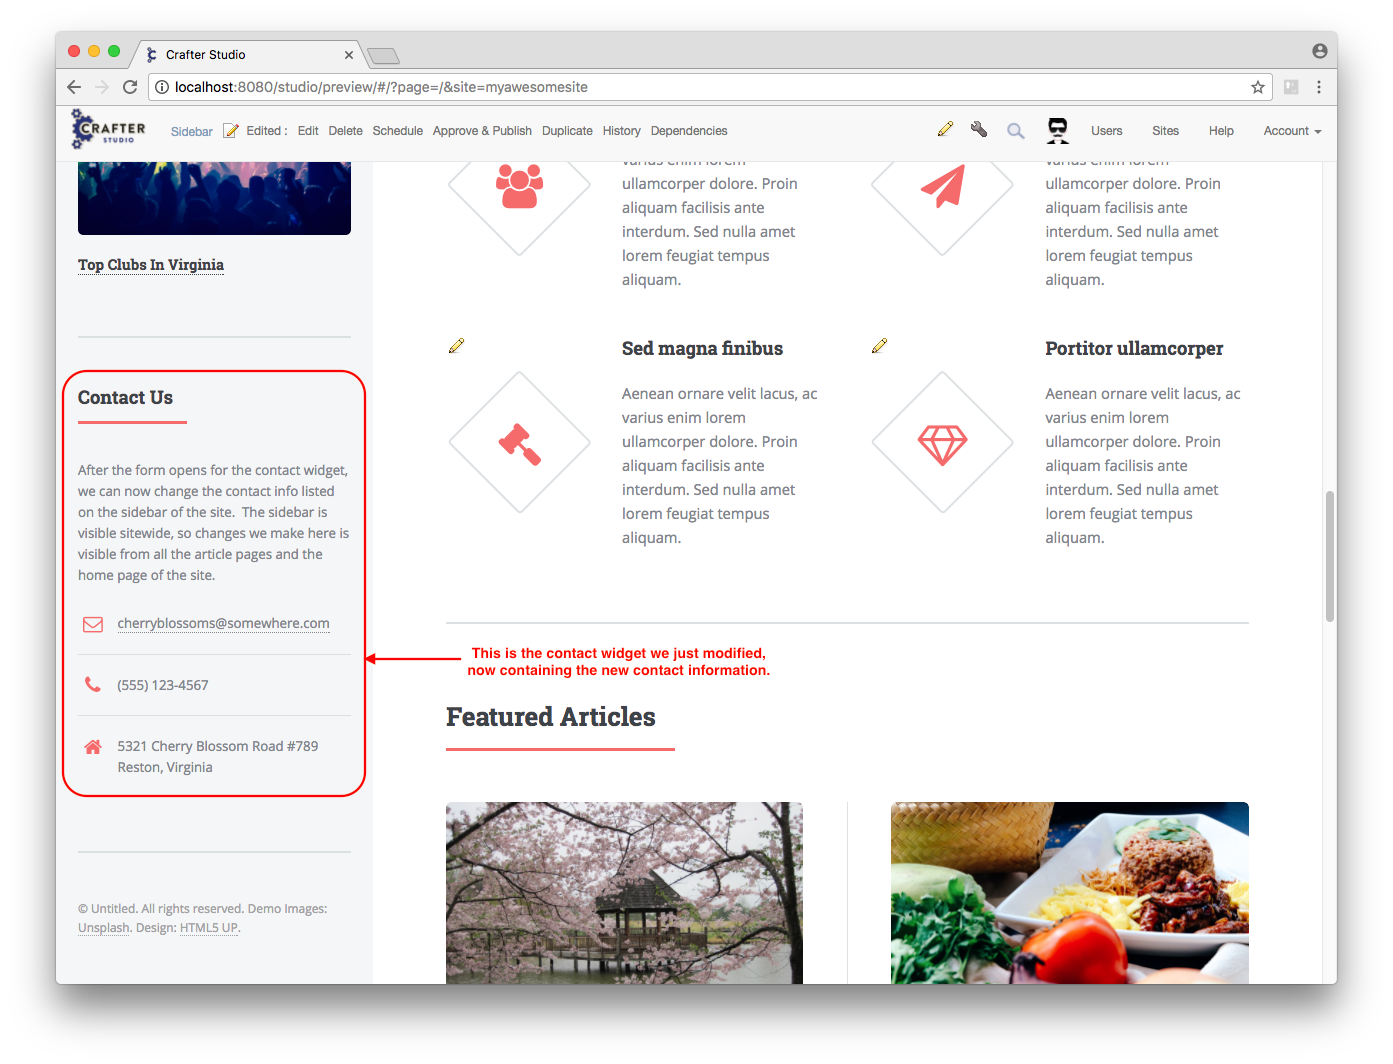 Crafter Studio
localhost:8080/studio/preview/#/?page=/&site=myawesomesite
CRAFTER
STUDIO
Sidebar Edited : Edit Delete Schedule Approve & Publish Duplicate History Dependencies Users Sites Help Account
Top Clubs In Virginia
Contact Us
After the form opens for the contact widget,
we can now change the contact info listed
on the sidebar of the site.  The sidebar is
visible sitewide, so changes we make here is
visible from all the article pages and the
home page of the site.
cherryblossoms@somewhere.com
(555) 123-4567
5321 Cherry Blossom Road #789
Reston, Virginia
© Untitled. All rights reserved. Demo Images:
Unsplash. Design: HTML5 UP.
varius enim lorem
ullamcorper dolore. Proin
aliquam facilisis ante
interdum. Sed nulla amet
lorem feugiat tempus
aliquam.
varius enim lorem
ullamcorper dolore. Proin
aliquam facilisis ante
interdum. Sed nulla amet
lorem feugiat tempus
aliquam.
Sed magna finibus
Aenean ornare velit lacus, ac
varius enim lorem
ullamcorper dolore. Proin
aliquam facilisis ante
interdum. Sed nulla amet
lorem feugiat tempus
aliquam.
Portitor ullamcorper
Aenean ornare velit lacus, ac
varius enim lorem
ullamcorper dolore. Proin
aliquam facilisis ante
interdum. Sed nulla amet
lorem feugiat tempus
aliquam.
This is the contact widget we just modified,
now containing the new contact information.
Featured Articles